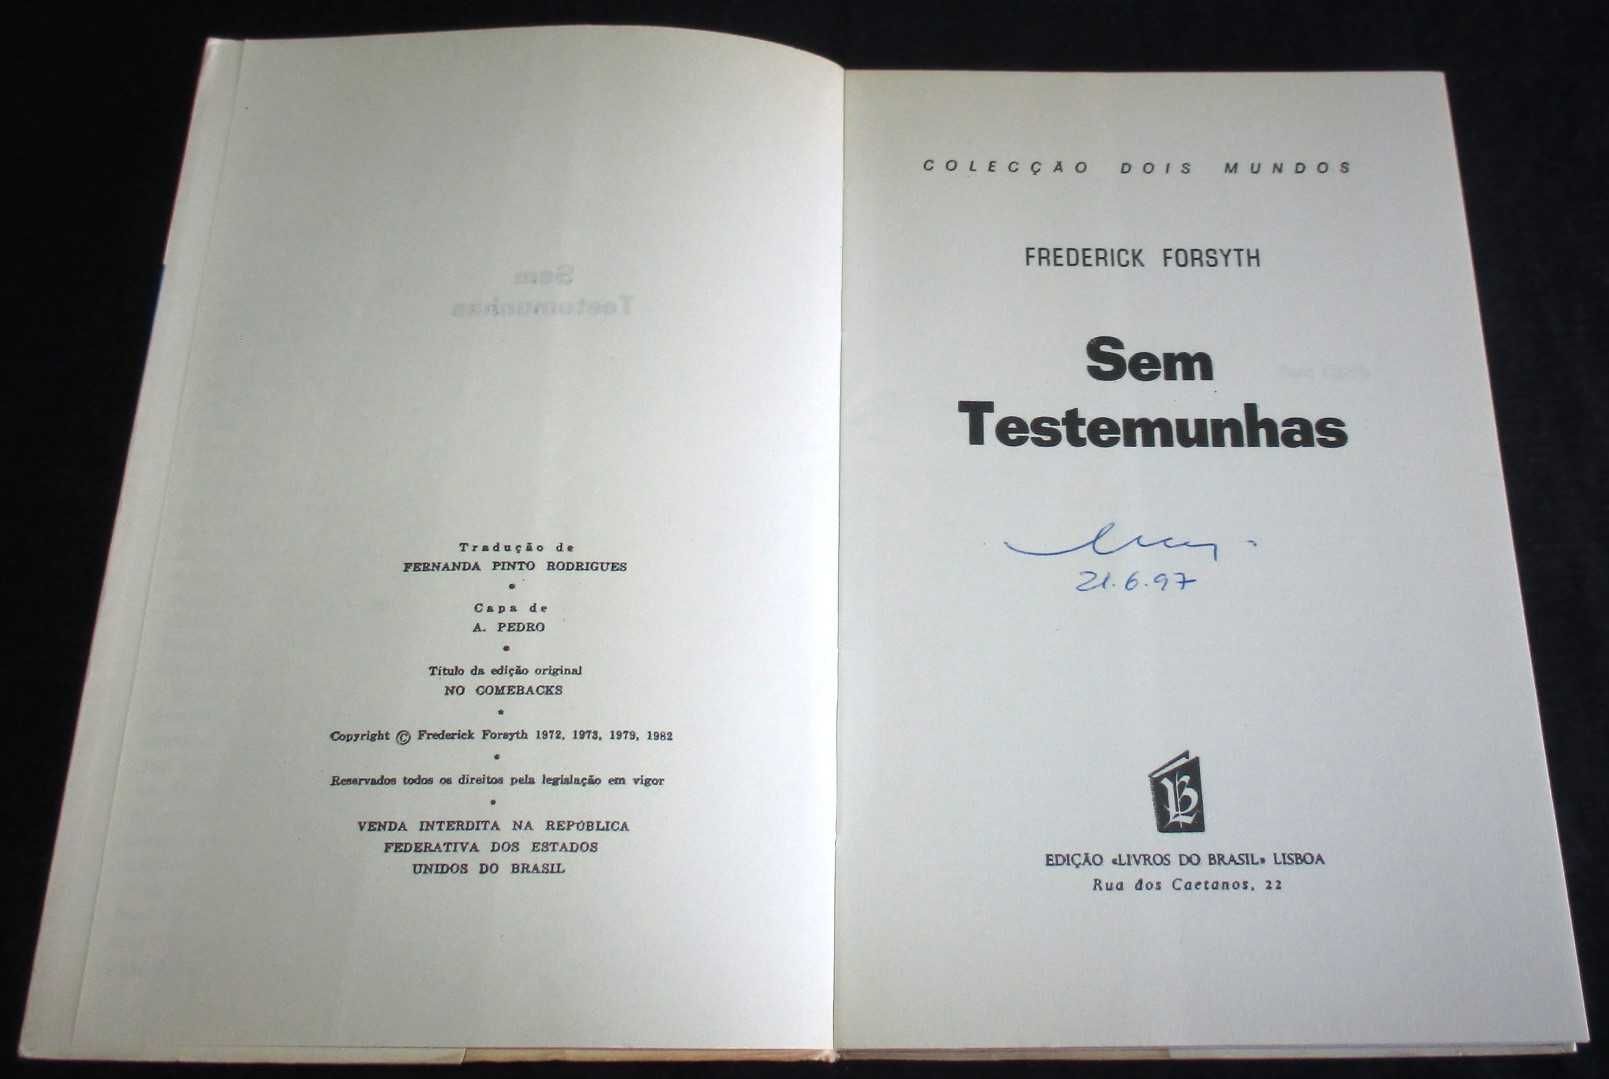 Sem
Testemunhas
Tradução de
FERNANDA PINTO RODRIGUES
Capa de
A. PEDRO
Título da edição original
NO COMEBACKS
Copyright © Frederick Forsyth 1972, 1973, 1979, 1982
Reservados todos os direitos pela legislação em vigor
VENDA INTERDITA NA REPÚBLICA
FEDERATIVA DOS ESTADOS
UNIDOS DO BRASIL
COLECÇÃO DOIS MUNDOS
FREDERICK FORSYTH
Sem
Testemunhas
21.6.97
LB
EDIÇÃO «LIVROS DO BRASIL» LISBOA
Rua dos Caetanos, 22